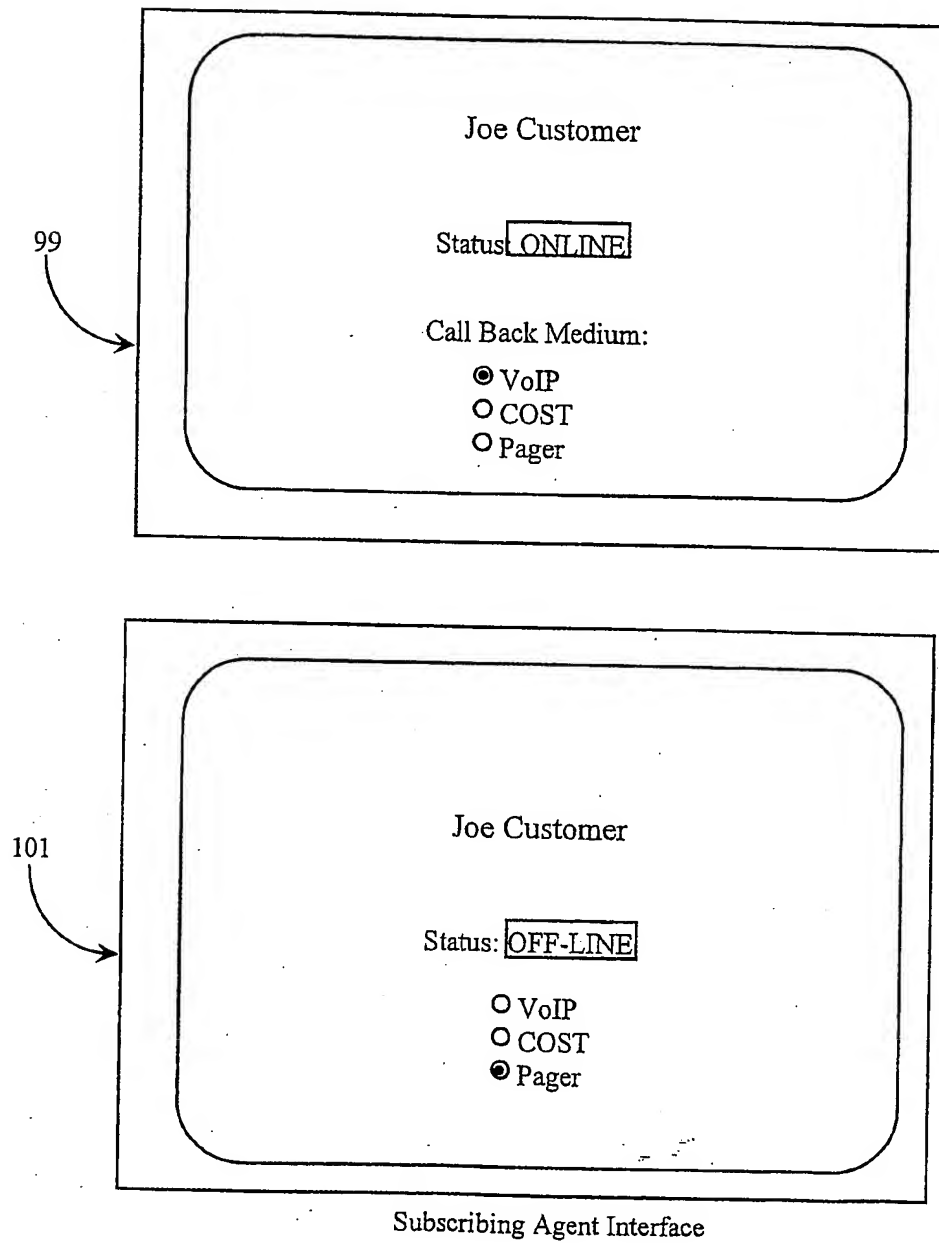 Joe Customer
99
Status: ONLINE
Call Back Medium:
VoIP
COST
Pager
Joe Customer
101
Status: OFF-LINE
VoIP
COST
Pager
Subscribing Agent Interface